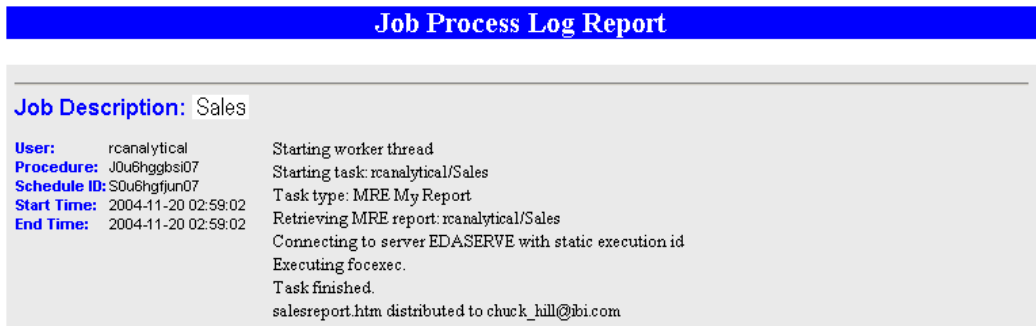 Job Process Log Report
Job Description: Sales
User: rcanalytical
Procedure: J0u6hggbsi07
Schedule ID: S0u6hgfjun07
Start Time: 2004-11-20 02:59:02
End Time: 2004-11-20 02:59:02
Starting worker thread
Starting task: rcanalytical/Sales
Task type: MRE My Report
Retrieving MRE report: rcanalytical/Sales
Connecting to server EDASERVE with static execution id
Executing focexec.
Task finished.
salesreport.htm distributed to chuck_hill@ibi.com